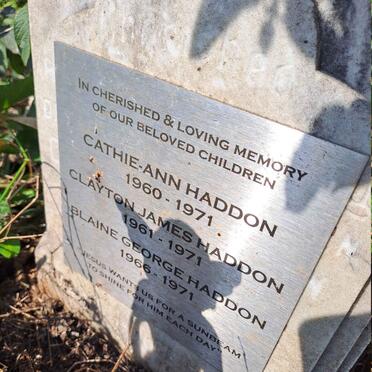 IN CHERISHED & LOVING MEMORY
OF OUR BELOVED CHILDREN
CATHIE-ANN HADDON
1960 - 1971
CLAYTON JAMES HADDON
1961 - 1971
BLAINE GEORGE HADDON
1966 - 1971
"JESUS WANTS US FOR A SUNBEAM
TO SHINE FOR HIM EACH DAY"